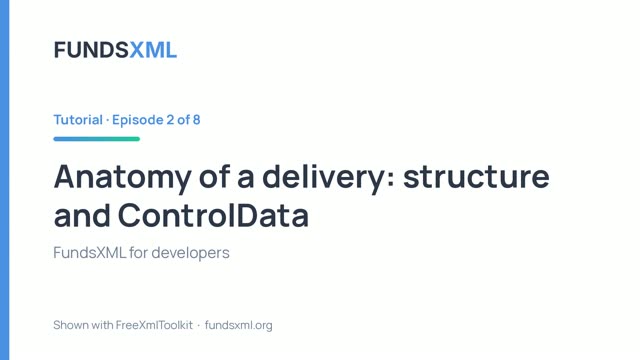 FUNDSXML
Tutorial · Episode 2 of 8
Anatomy of a delivery: structure
and ControlData
FundsXML for developers
Shown with FreeXmlToolkit · fundsxml.org